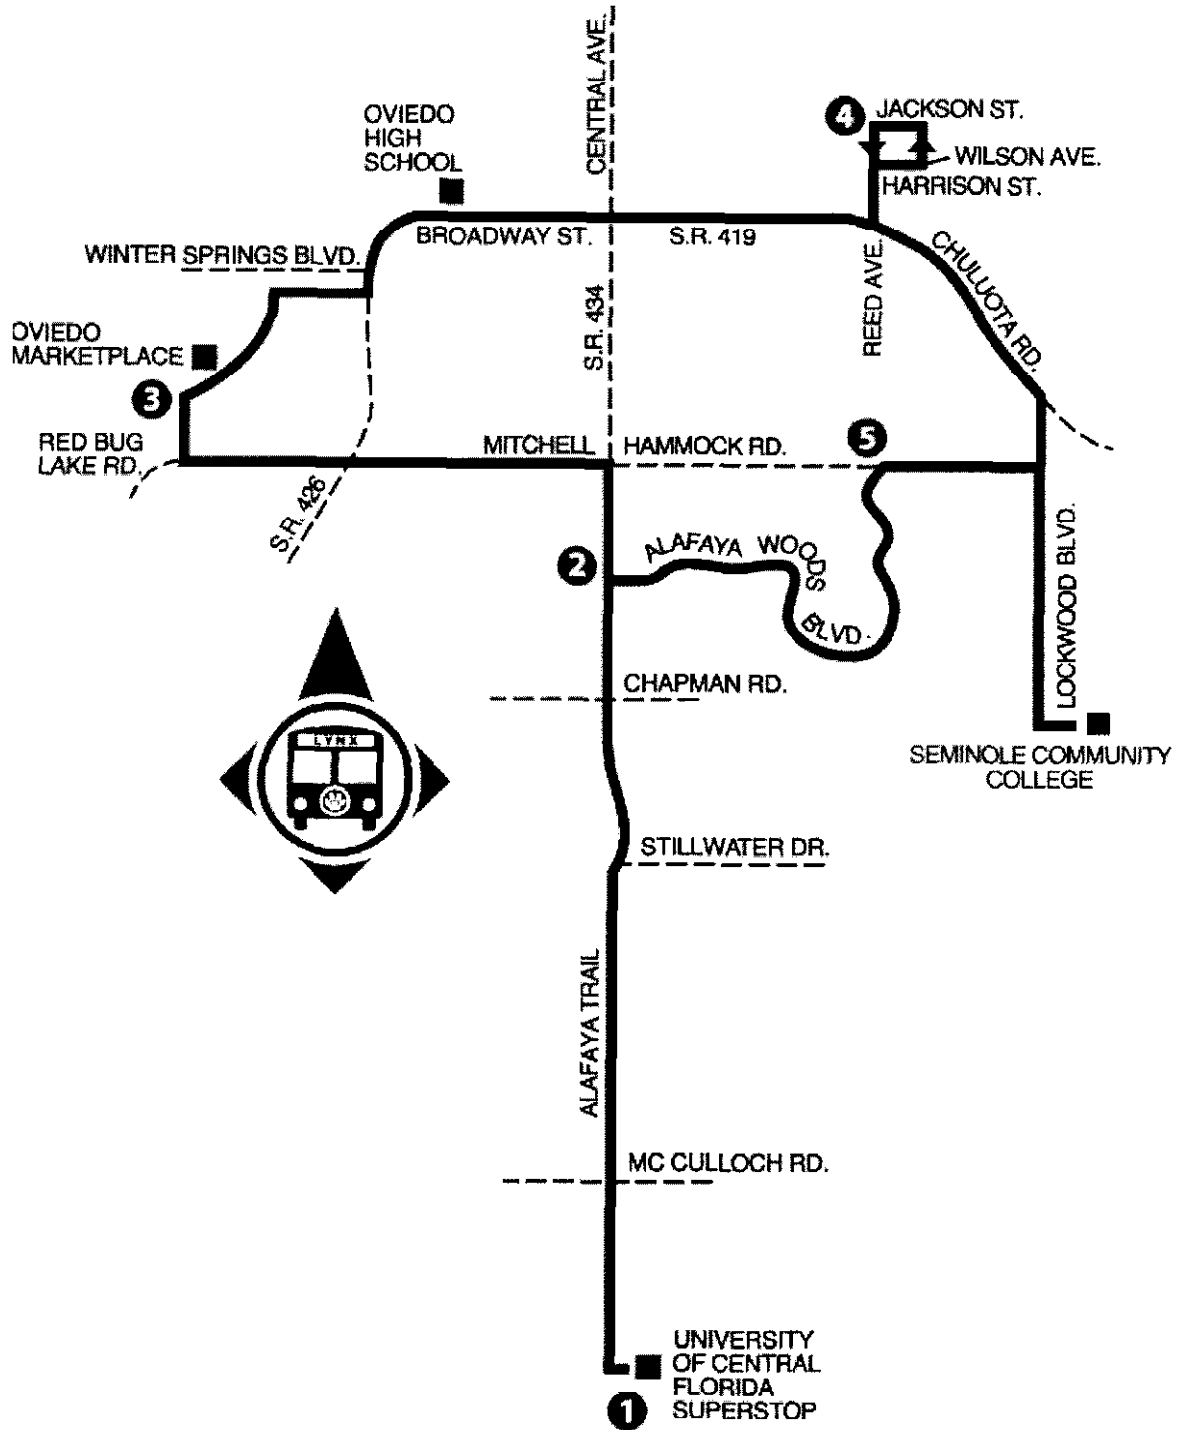 CENTRAL AVE.
OVIEDO
HIGH
SCHOOL
4
JACKSON ST.
WILSON AVE.
HARRISON ST.
WINTER SPRINGS BLVD.
BROADWAY ST.
S.R. 419
CHULUOTA RD.
REED AVE.
S.R. 434
OVIEDO
MARKETPLACE
3
RED BUG
LAKE RD.
MITCHELL
HAMMOCK RD.
5
S.R. 426
2
ALAFAYA WOODS
BLVD.
LOCKWOOD BLVD.
CHAPMAN RD.
LYNX
SEMINOLE COMMUNITY
COLLEGE
STILLWATER DR.
ALAFAYA TRAIL
MC CULLOCH RD.
UNIVERSITY
OF CENTRAL
FLORIDA
SUPERSTOP
1